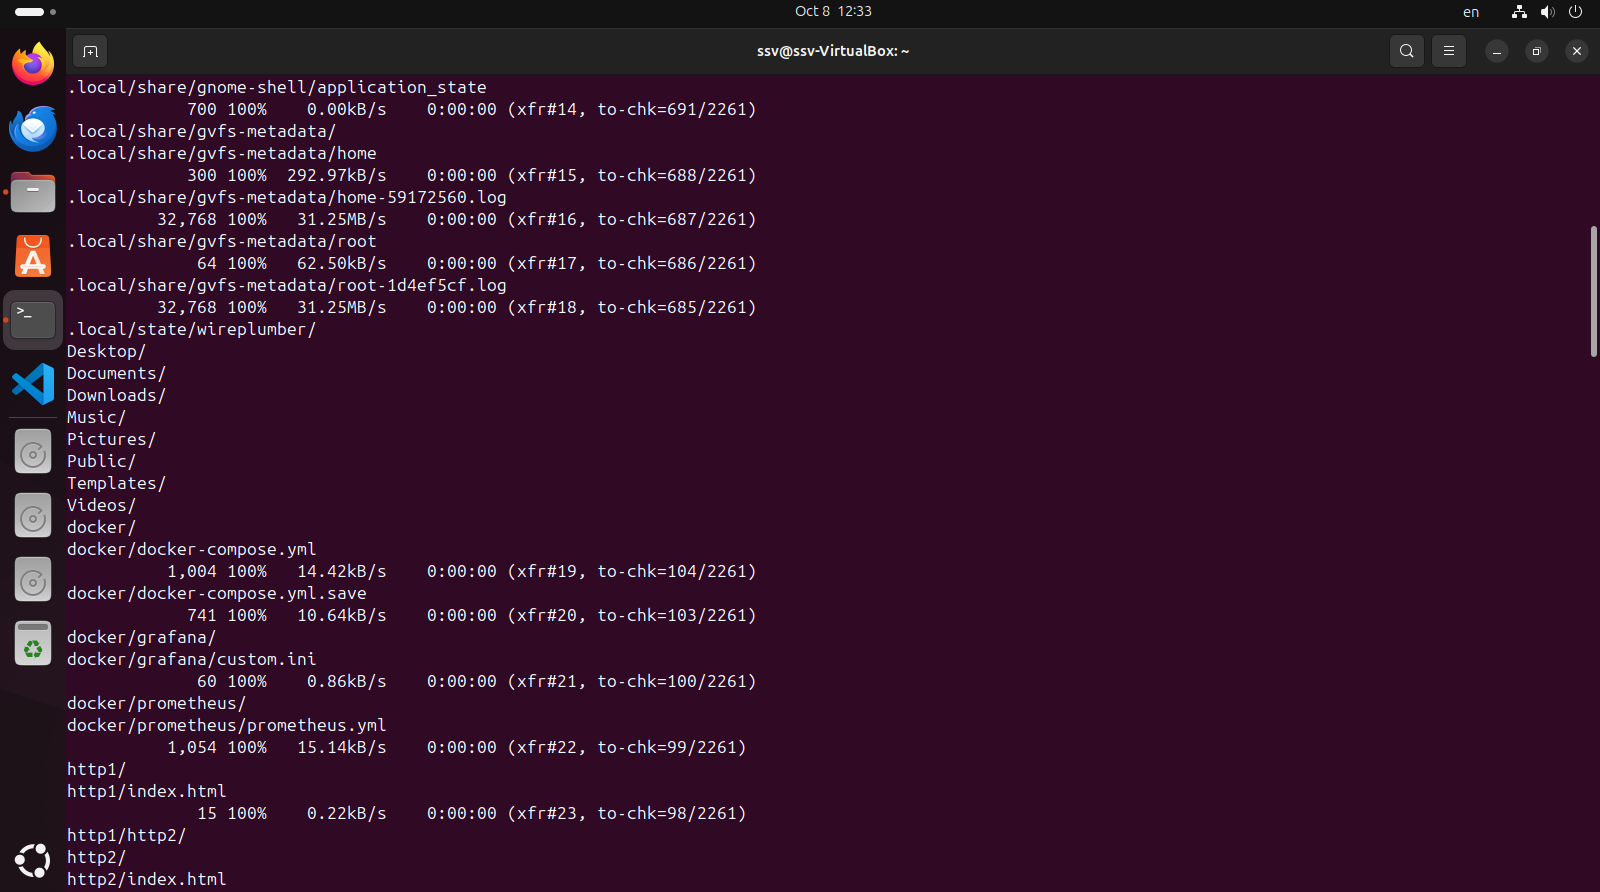 Oct 8 12:33
en
ssv@ssv-VirtualBox: ~
.local/share/gnome-shell/application_state
700 100% 0.00kB/s 0:00:00 (xfr#14, to-chk=691/2261)
.local/share/gvfs-metadata/
.local/share/gvfs-metadata/home
300 100% 292.97kB/s 0:00:00 (xfr#15, to-chk=688/2261)
.local/share/gvfs-metadata/home-59172560.log
32,768 100% 31.25MB/s 0:00:00 (xfr#16, to-chk=687/2261)
.local/share/gvfs-metadata/root
64 100% 62.50kB/s 0:00:00 (xfr#17, to-chk=686/2261)
.local/share/gvfs-metadata/root-1d4ef5cf.log
32,768 100% 31.25MB/s 0:00:00 (xfr#18, to-chk=685/2261)
.local/state/wireplumber/
Desktop/
Documents/
Downloads/
Music/
Pictures/
Public/
Templates/
Videos/
docker/
docker/docker-compose.yml
1,004 100% 14.42kB/s 0:00:00 (xfr#19, to-chk=104/2261)
docker/docker-compose.yml.save
741 100% 10.64kB/s 0:00:00 (xfr#20, to-chk=103/2261)
docker/grafana/
docker/grafana/custom.ini
60 100% 0.86kB/s 0:00:00 (xfr#21, to-chk=100/2261)
docker/prometheus/
docker/prometheus/prometheus.yml
1,054 100% 15.14kB/s 0:00:00 (xfr#22, to-chk=99/2261)
http1/
http1/index.html
15 100% 0.22kB/s 0:00:00 (xfr#23, to-chk=98/2261)
http1/http2/
http2/
http2/index.html